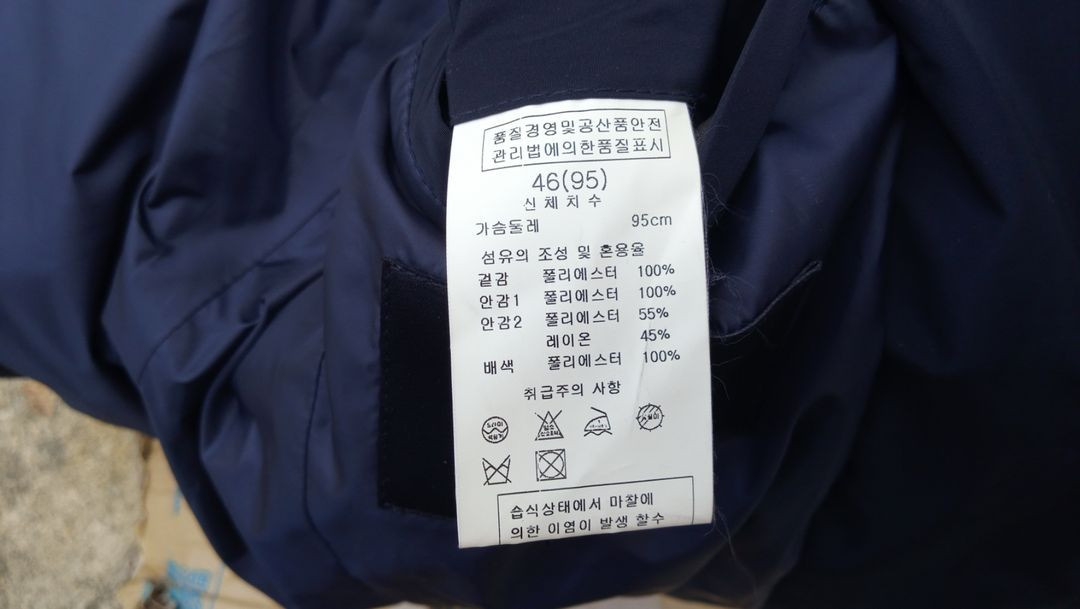 품질경영및공산품안전
관리법에의한품질표시
46(95)
신체치수
가슴둘레 95cm
섬유의 조성 및 혼용율
겉감 폴리에스터 100%
안감1 폴리에스터 100%
안감2 폴리에스터 55%
레이온 45%
배색 폴리에스터 100%
취급주의 사항
드라이
습식상태에서 마찰에
의한 이염이 발생 할수